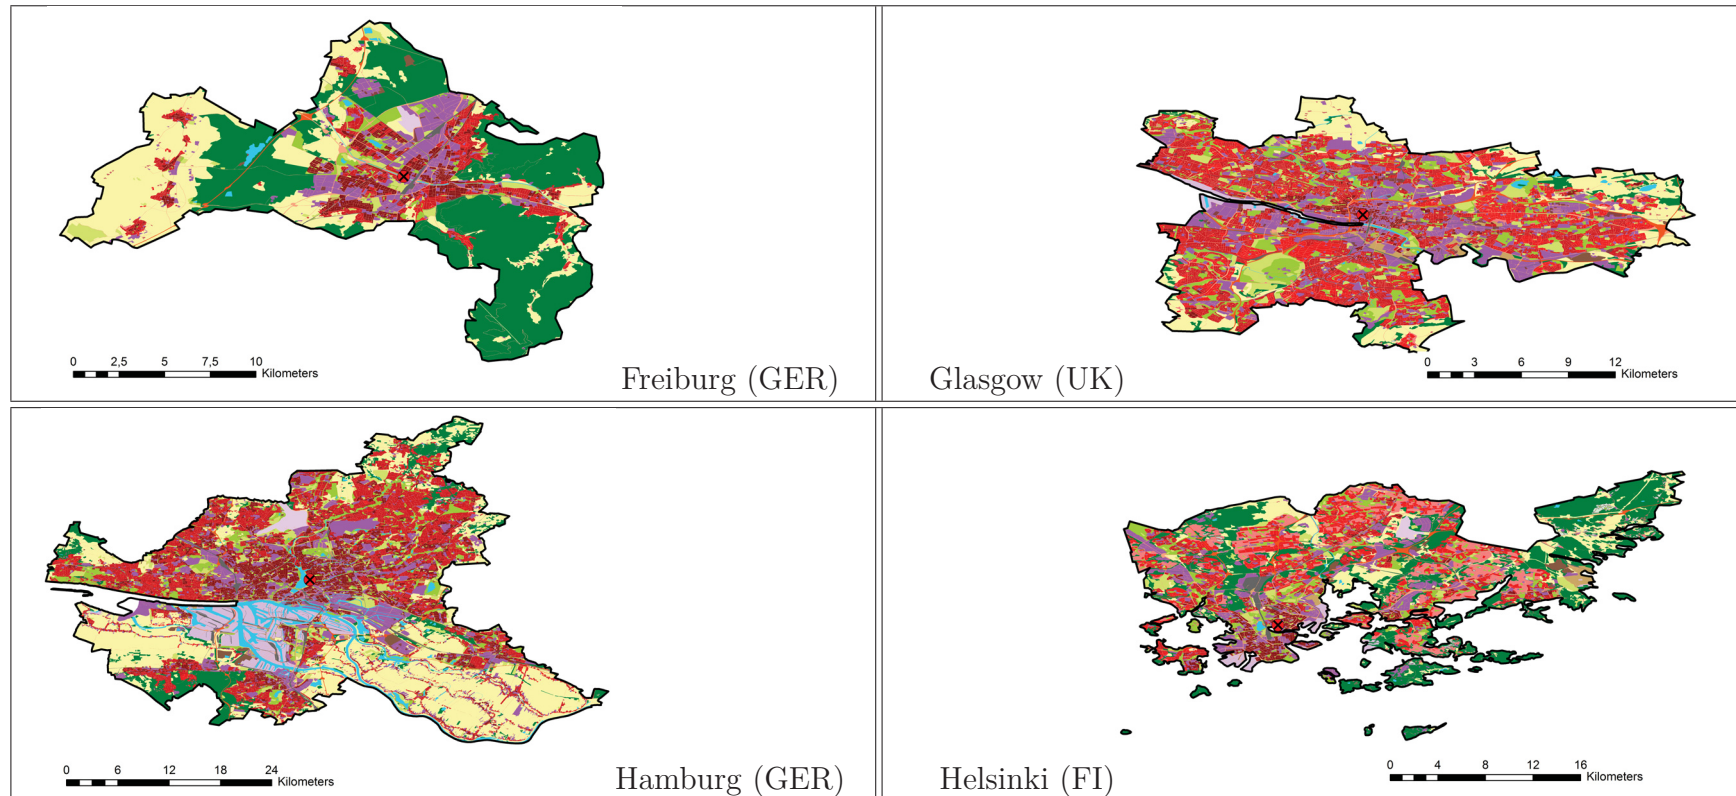 0 2,5 5 7,5 10
Kilometers
Freiburg (GER)
0 3 6 9 12
Kilometers
Glasgow (UK)
0 6 12 18 24
Kilometers
Hamburg (GER)
0 4 8 12 16
Kilometers
Helsinki (FI)